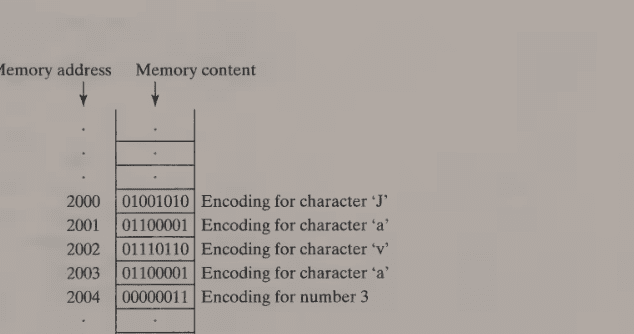 Memory address Memory content
2000 01001010 Encoding for character ‘J’
2001 01100001 Encoding for character ‘a’
2002 01110110 Encoding for character ‘v’
2003 01100001 Encoding for character ‘a’
2004 00000011 Encoding for number 3